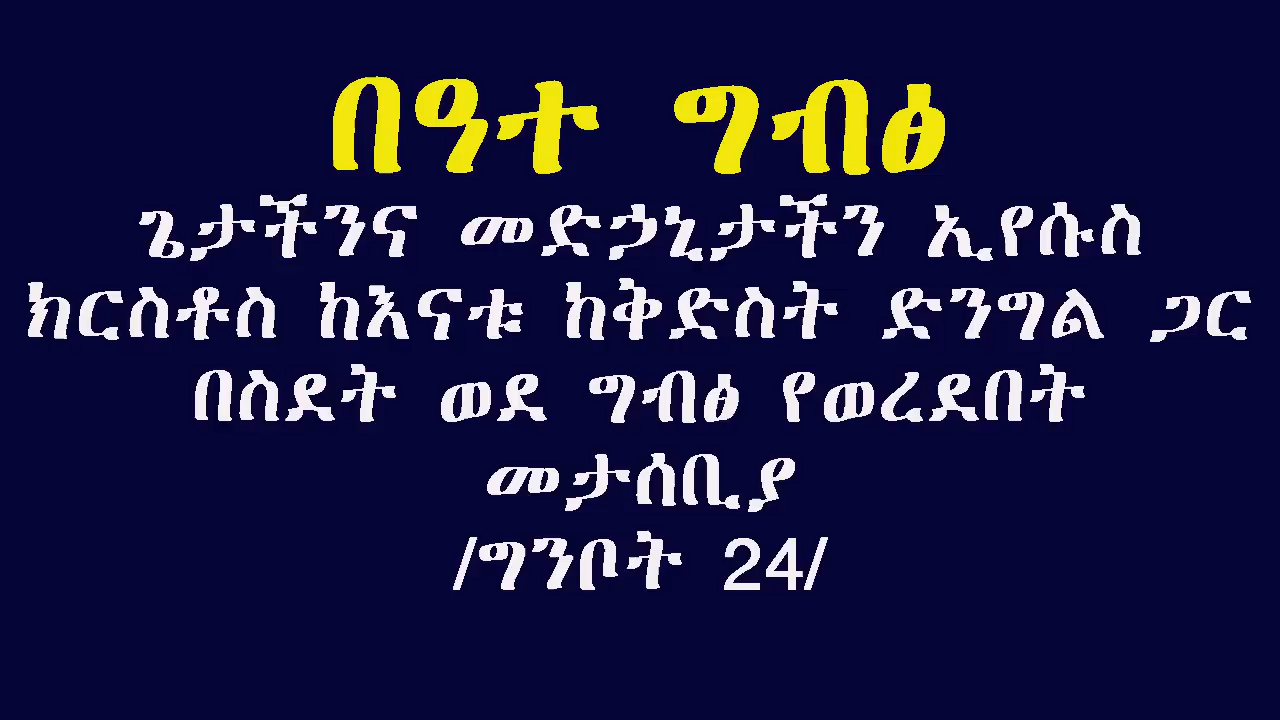 በዓተ ግብፅ
ጌታችንና መድኃኒታችን ኢየሱስ
ክርስቶስ ከእናቱ ከቅድስት ድንግል ጋር
በስደት ወደ ግብፅ የወረደበት
መታሰቢያ
/ግንቦት 24/